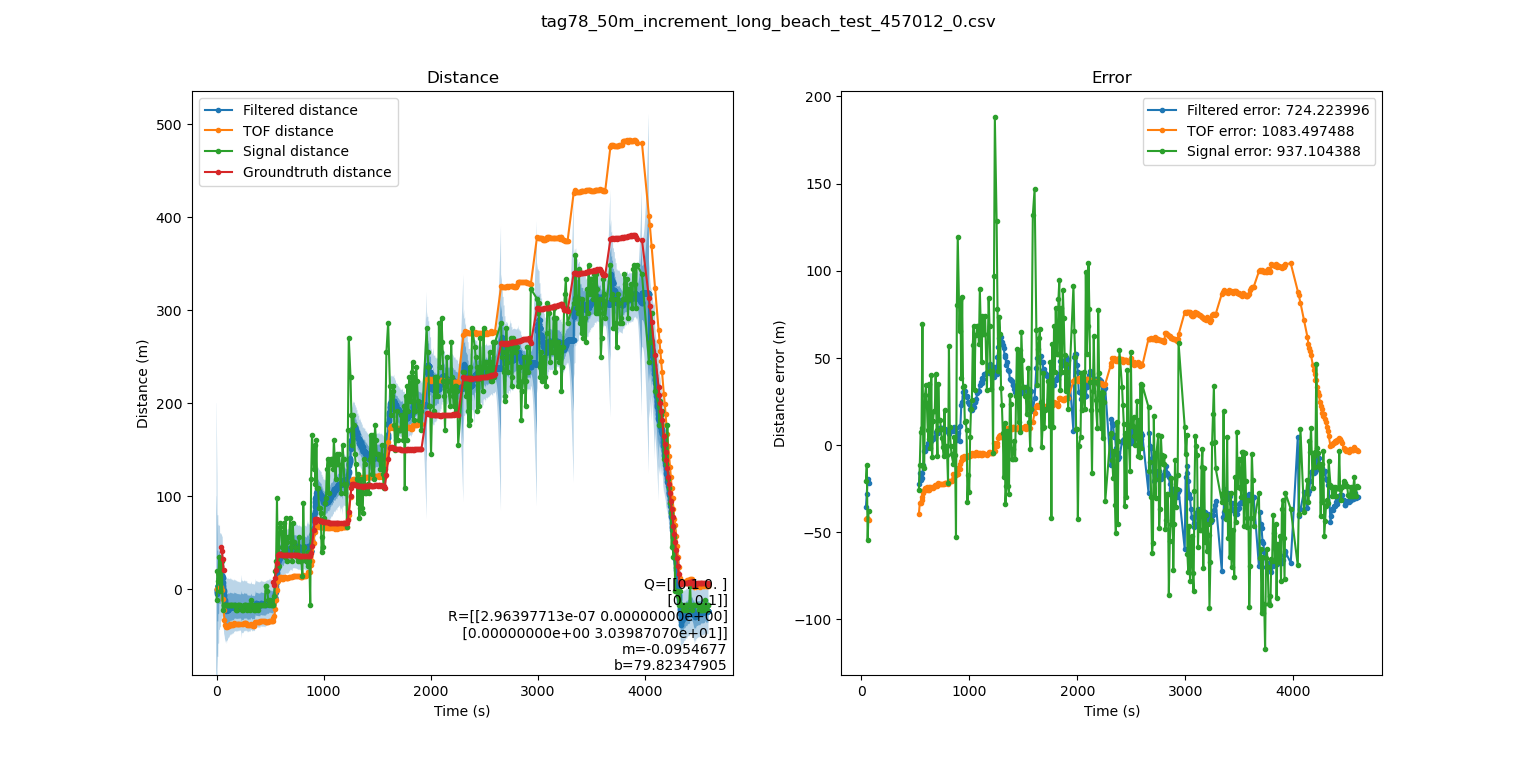 tag78_50m_increment_long_beach_test_457012_0.csv
Distance
Distance (m)
500
400
300
200
100
0
Filtered distance
TOF distance
Signal distance
Groundtruth distance
Q=[[0.1 0. ]
[0. 0.1]]
R=[[2.96397713e-07 0.00000000e+00]
[0.00000000e+00 3.03987070e+01]]
m=-0.0954677
b=79.82347905
0 1000 2000 3000 4000
Time (s)
Error
Distance error (m)
200
150
100
50
0
−50
−100
Filtered error: 724.223996
TOF error: 1083.497488
Signal error: 937.104388
0 1000 2000 3000 4000
Time (s)